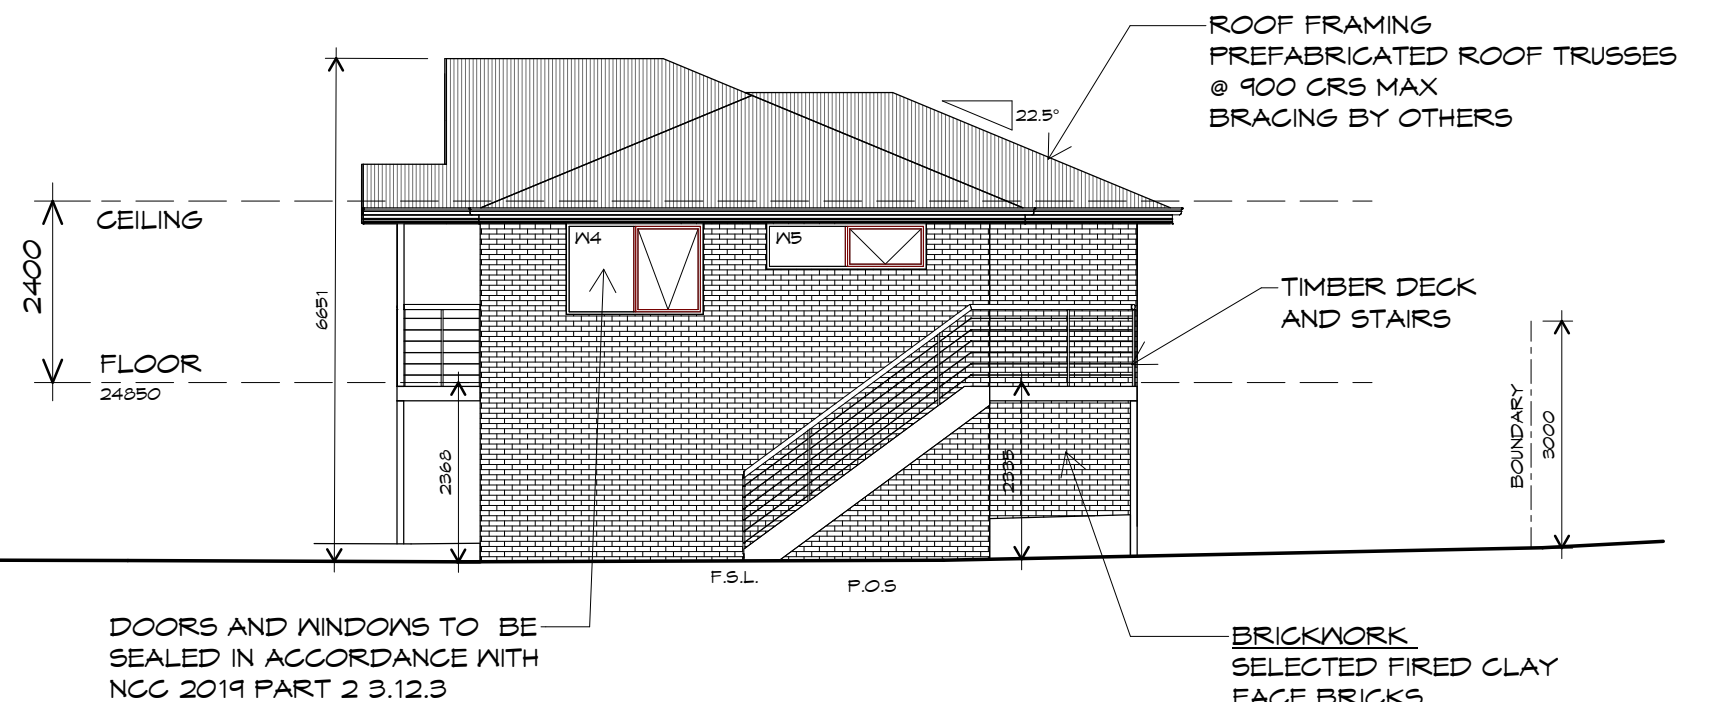 ROOF FRAMING
PREFABRICATED ROOF TRUSSES
@ 900 CRS MAX
BRACING BY OTHERS
22.5°
CEILING
2400
6651
W4
W5
TIMBER DECK
AND STAIRS
FLOOR
24850
2368
2335
BOUNDARY
3000
F.S.L.
P.O.S
DOORS AND WINDOWS TO BE
SEALED IN ACCORDANCE WITH
NCC 2019 PART 2 3.12.3
BRICKWORK
SELECTED FIRED CLAY
FACE BRICKS